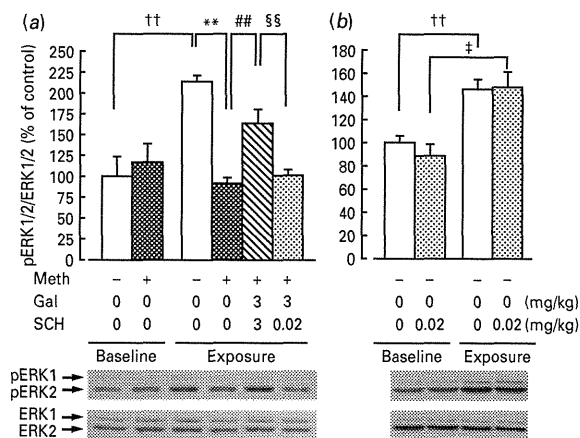 (a)
†† ** ## §§
pERK1/2/ERK1/2 (% of control)
250
225
200
175
150
125
100
75
50
25
0
Meth − + − + + +
Gal 0 0 0 0 3 3
SCH 0 0 0 0 3 0.02
Baseline Exposure
pERK1
pERK2
ERK1
ERK2
(b)
††
‡
180
160
140
120
100
80
60
40
20
0
− − − −
0 0 0 0 (mg/kg)
0 0.02 0 0.02 (mg/kg)
Baseline Exposure